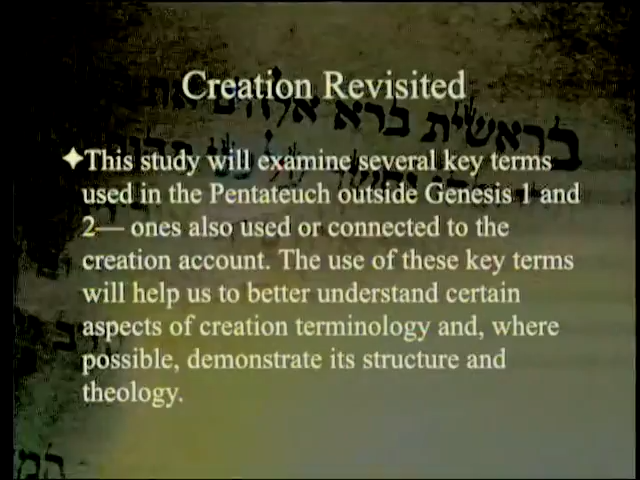 Creation Revisited
בראשית ברא אלהים את
✦This study will examine several key terms
used in the Pentateuch outside Genesis 1 and
2— ones also used or connected to the
creation account. The use of these key terms
will help us to better understand certain
aspects of creation terminology and, where
possible, demonstrate its structure and
theology.